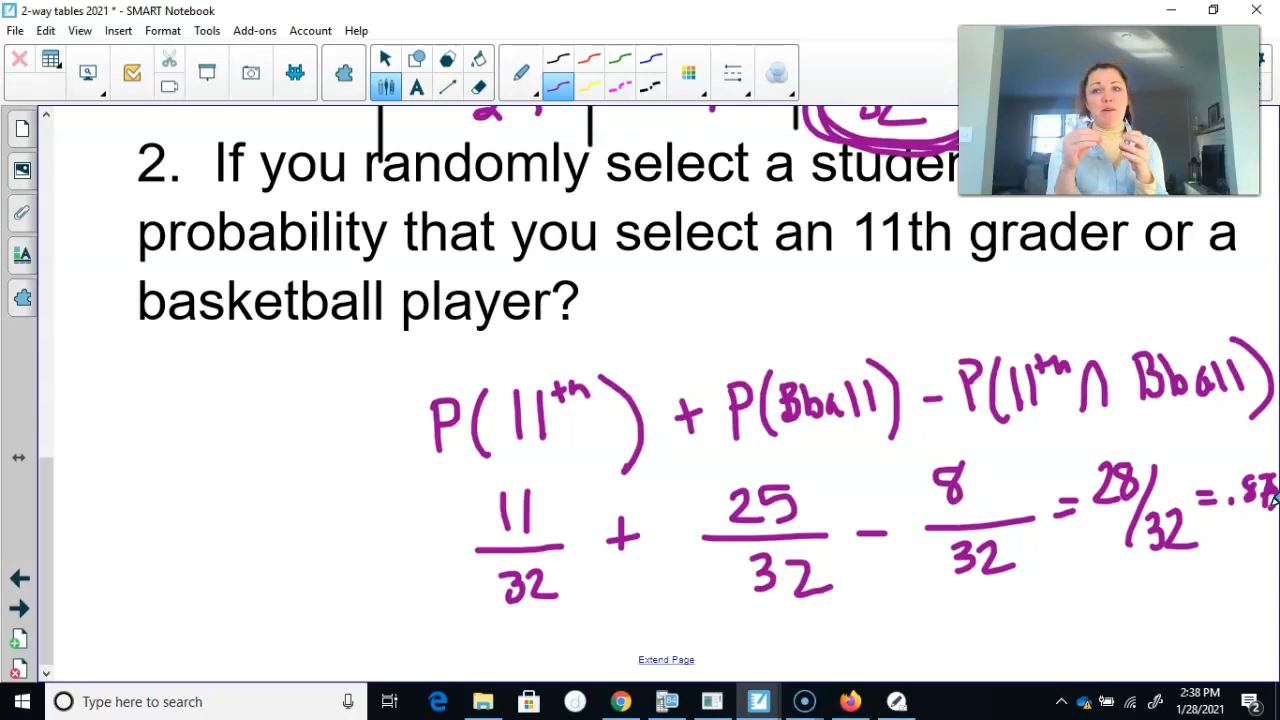 2-way tables 2021 * - SMART Notebook
File Edit View Insert Format Tools Add-ons Account Help
32
2. If you randomly select a
probability that you select an 11th grader or a
basketball player?
P(11th) + P(Bball) - P(11th ∩ Bball)
11/32 + 25/32 - 8/32 = 28/32 = .87
Extend Page
Type here to search
2:38 PM
1/28/2021